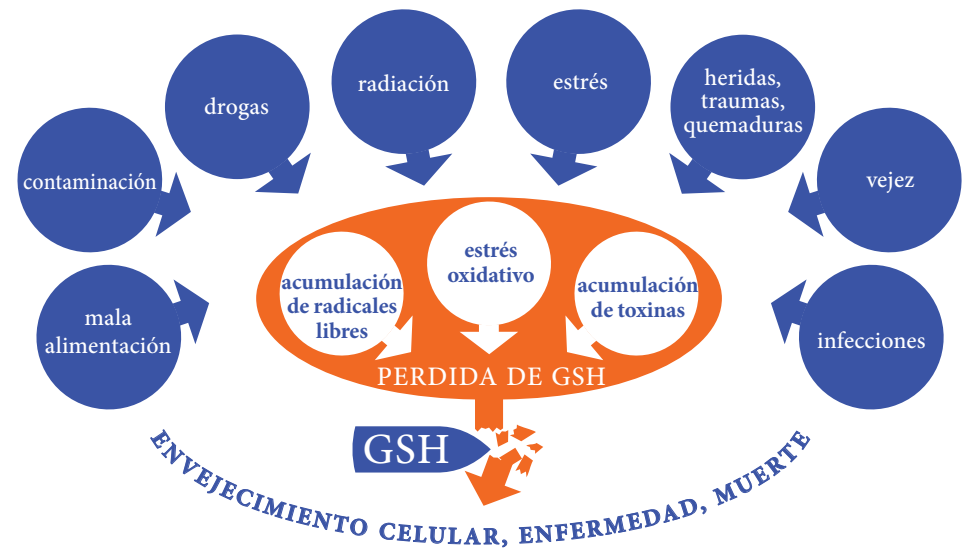 mala
alimentación
contaminación
drogas
radiación
estrés
heridas,
traumas,
quemaduras
vejez
infecciones
acumulación
de radicales
libres
estrés
oxidativo
acumulación
de toxinas
PERDIDA DE GSH
GSH
ENVEJECIMIENTO CELULAR, ENFERMEDAD, MUERTE